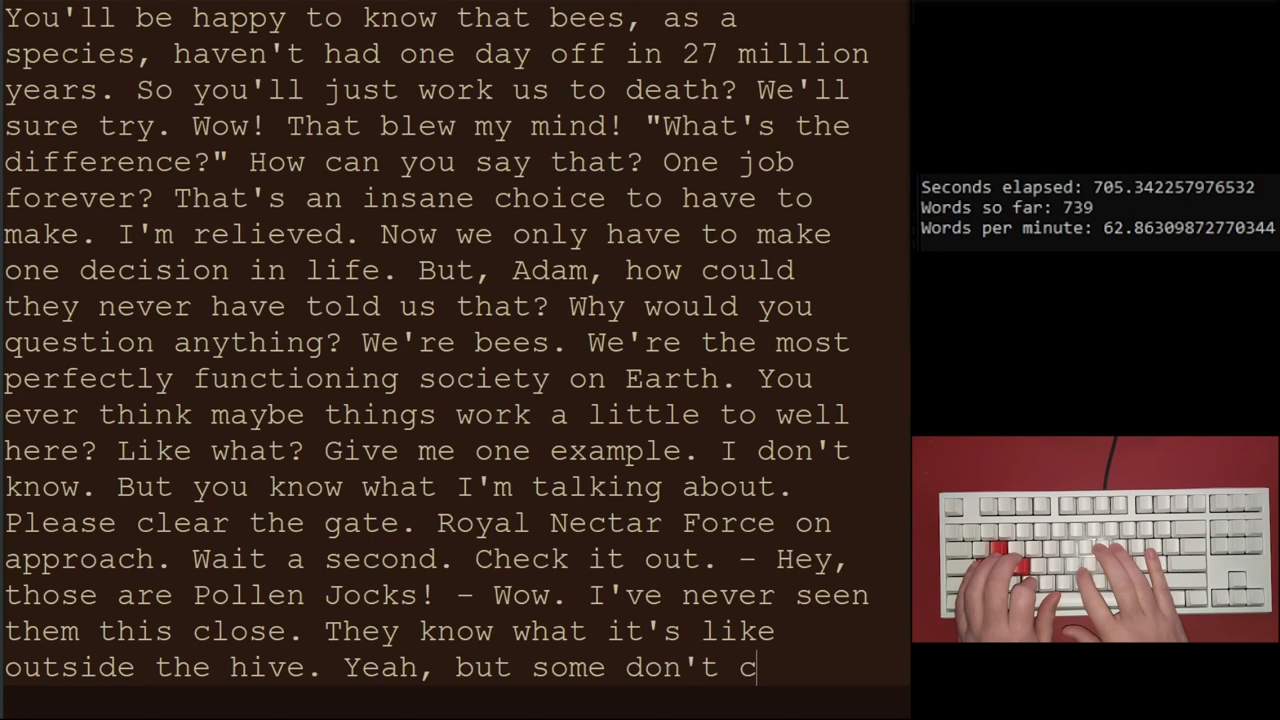 You'll be happy to know that bees, as a
species, haven't had one day off in 27 million
years. So you'll just work us to death? We'll
sure try. Wow! That blew my mind! "What's the
difference?" How can you say that? One job
forever? That's an insane choice to have to
make. I'm relieved. Now we only have to make
one decision in life. But, Adam, how could
they never have told us that? Why would you
question anything? We're bees. We're the most
perfectly functioning society on Earth. You
ever think maybe things work a little to well
here? Like what? Give me one example. I don't
know. But you know what I'm talking about.
Please clear the gate. Royal Nectar Force on
approach. Wait a second. Check it out. - Hey,
those are Pollen Jocks! - Wow. I've never seen
them this close. They know what it's like
outside the hive. Yeah, but some don't c
Seconds elapsed: 705.342257976532
Words so far: 739
Words per minute: 62.86309872770344